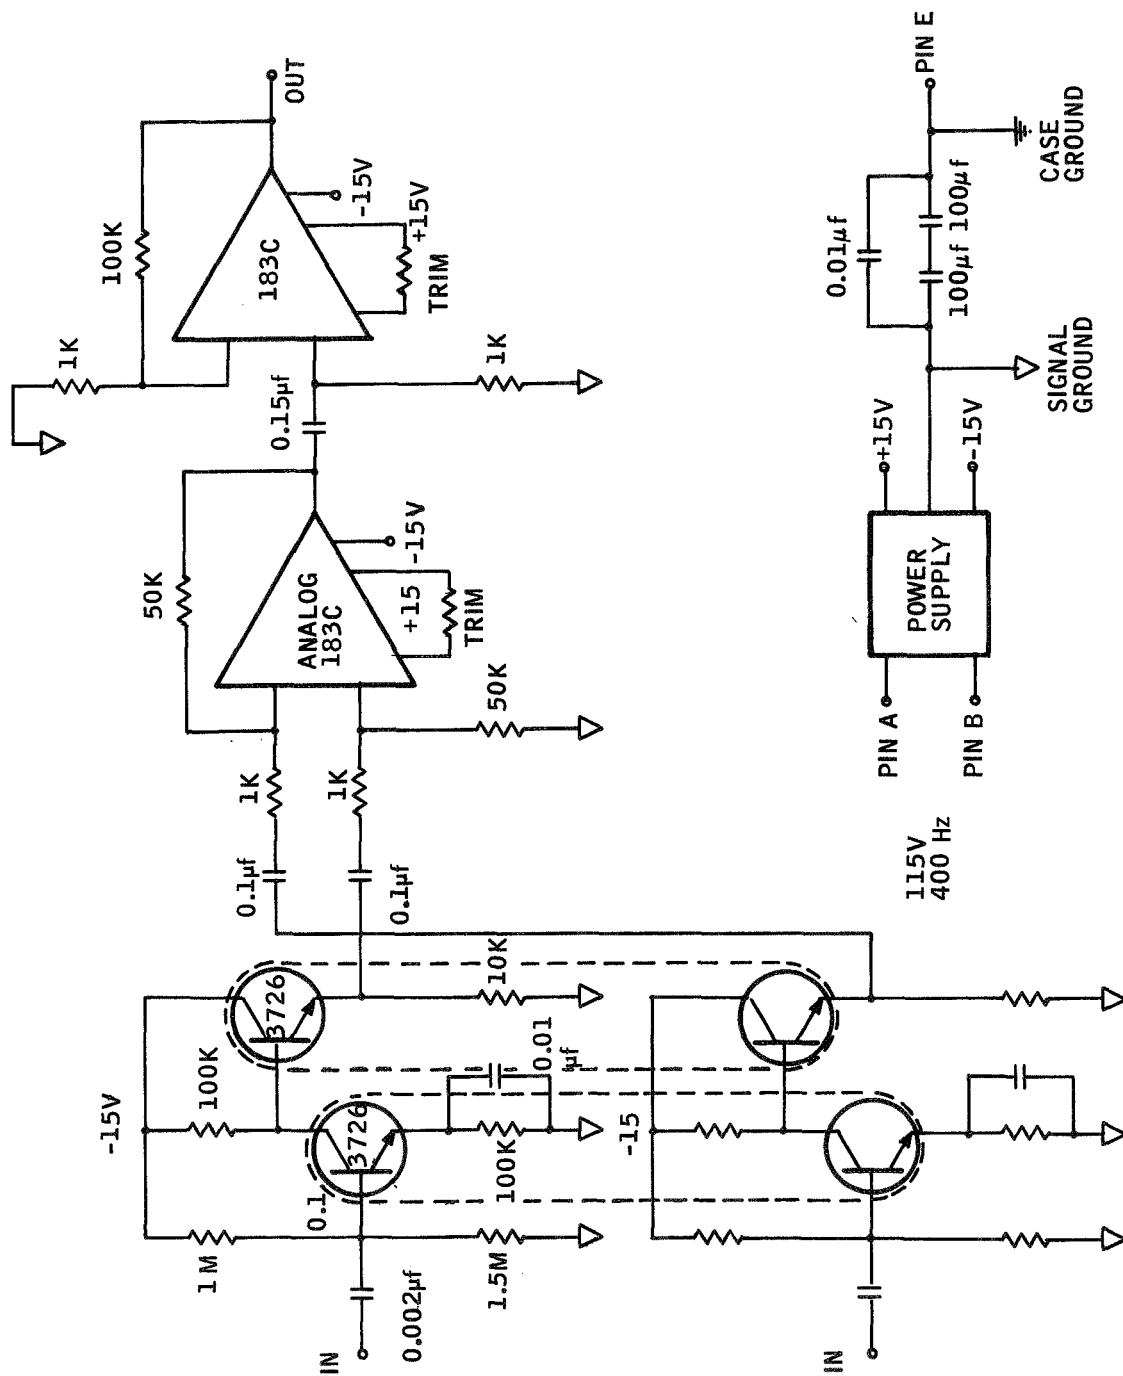 IN
0.002µf
1M
1.5M
0.1
3726
-15V
100K
100K
3726
0.01
µf
10K
0.1µf
0.1µf
1K
1K
50K
50K
ANALOG
183C
+15
-15V
TRIM
0.15µf
1K
1K
100K
183C
-15V
+15V
TRIM
OUT
IN
-15
115V
400 Hz
PIN A
PIN B
POWER
SUPPLY
+15V
-15V
SIGNAL
GROUND
0.01µf
100µf
100µf
CASE
GROUND
PIN E